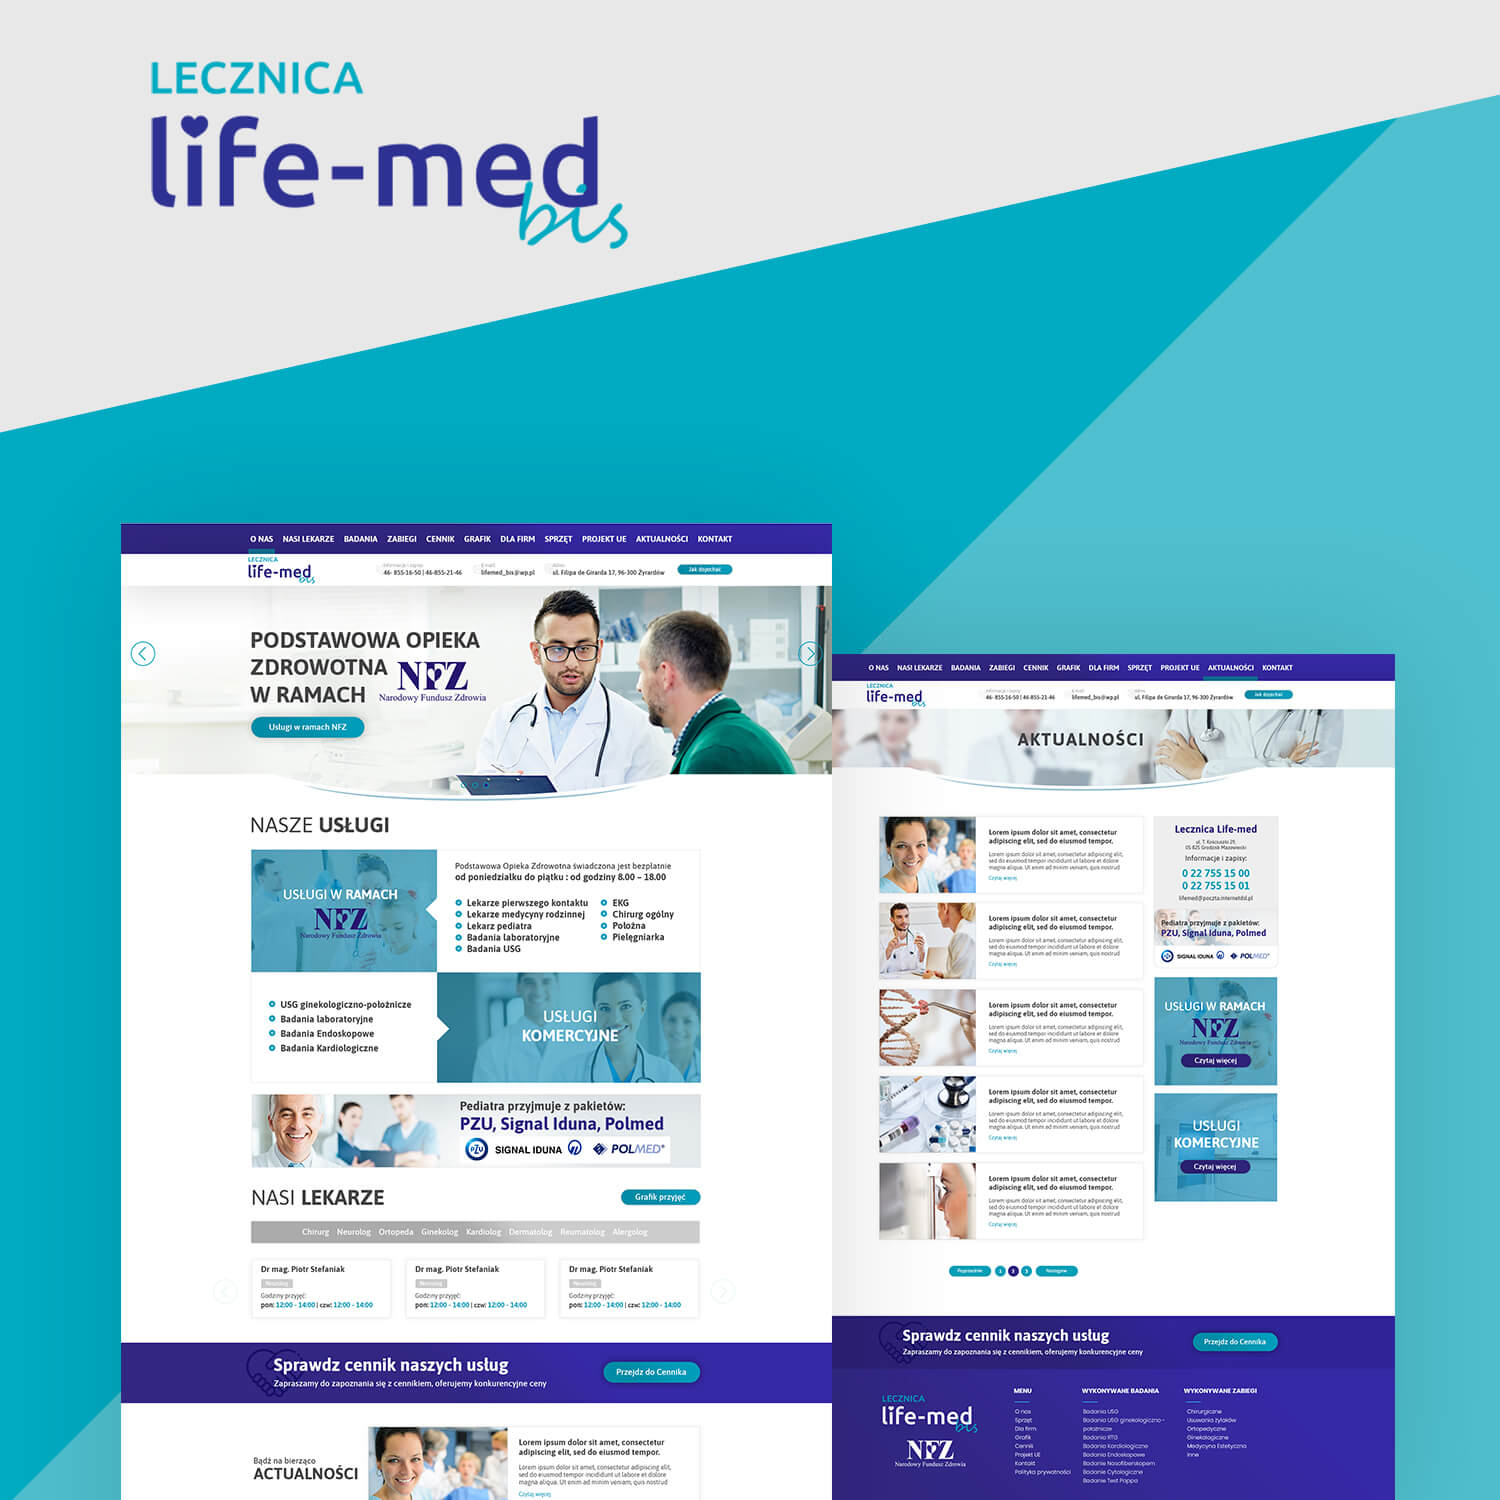 LECZNICA
life-med
bis
O NAS NASI LEKARZE BADANIA ZABIEGI CENNIK GRAFIK DLA FIRM SPRZĘT PROJEKT UE AKTUALNOŚCI KONTAKT
LECZNICA
life-med
bis
Informacje i zapisy:
46- 855-16-50 | 46-855-21-46
E-mail:
lifemed_bis@wp.pl
Adres:
ul. Filipa de Girarda 17, 96-300 Żyrardów
Jak dojechać
PODSTAWOWA OPIEKA
ZDROWOTNA
W RAMACH
NFZ
Narodowy Fundusz Zdrowia
Usługi w ramach NFZ
NASZE USŁUGI
USŁUGI W RAMACH
NFZ
Narodowy Fundusz Zdrowia
Podstawowa Opieka Zdrowotna świadczona jest bezpłatnie
od poniedziałku do piątku : od godziny 8.00 – 18.00
Lekarze pierwszego kontaktu
Lekarze medycyny rodzinnej
Lekarz pediatra
Badania laboratoryjne
Badania USG
EKG
Chirurg ogólny
Położna
Pielęgniarka
USG ginekologiczno-położnicze
Badania laboratoryjne
Badania Endoskopowe
Badania Kardiologiczne
USŁUGI
KOMERCYJNE
Pediatra przyjmuje z pakietów:
PZU, Signal Iduna, Polmed
PZU SIGNAL IDUNA POLMED
NASI LEKARZE
Grafik przyjęć
Chirurg Neurolog Ortopeda Ginekolog Kardiolog Dermatolog Reumatolog Alergolog
Dr mag. Piotr Stefaniak
Neurolog
Godziny przyjęć:
pon: 12:00 - 14:00 | czw: 12:00 - 14:00
Dr mag. Piotr Stefaniak
Neurolog
Godziny przyjęć:
pon: 12:00 - 14:00 | czw: 12:00 - 14:00
Dr mag. Piotr Stefaniak
Neurolog
Godziny przyjęć:
pon: 12:00 - 14:00 | czw: 12:00 - 14:00
Sprawdz cennik naszych usług
Zapraszamy do zapoznania się z cennikiem, oferujemy konkurencyjne ceny
Przejdz do Cennika
Bądź na bierząco
ACTUALNOŚCI
Lorem ipsum dolor sit amet, consectetur
adipiscing elit, sed do eiusmod tempor.
Lorem ipsum dolor sit amet, consectetur adipiscing elit,
sed do eiusmod tempor incididunt ut labore et dolore
magna aliqua. Ut enim ad minim veniam, quis nostrud
Czytaj więcej
O NAS NASI LEKARZE BADANIA ZABIEGI CENNIK GRAFIK DLA FIRM SPRZĘT PROJEKT UE AKTUALNOŚCI KONTAKT
LECZNICA
life-med
bis
Informacje i zapisy:
46- 855-16-50 | 46-855-21-46
E-mail:
lifemed_bis@wp.pl
Adres:
ul. Filipa de Girarda 17, 96-300 Żyrardów
Jak dojechać
AKTUALNOŚCI
Lorem ipsum dolor sit amet, consectetur
adipiscing elit, sed do eiusmod tempor.
Lorem ipsum dolor sit amet, consectetur adipiscing elit,
sed do eiusmod tempor incididunt ut labore et dolore
magna aliqua. Ut enim ad minim veniam, quis nostrud
Czytaj więcej
Lorem ipsum dolor sit amet, consectetur
adipiscing elit, sed do eiusmod tempor.
Lorem ipsum dolor sit amet, consectetur adipiscing elit,
sed do eiusmod tempor incididunt ut labore et dolore
magna aliqua. Ut enim ad minim veniam, quis nostrud
Czytaj więcej
Lorem ipsum dolor sit amet, consectetur
adipiscing elit, sed do eiusmod tempor.
Lorem ipsum dolor sit amet, consectetur adipiscing elit,
sed do eiusmod tempor incididunt ut labore et dolore
magna aliqua. Ut enim ad minim veniam, quis nostrud
Czytaj więcej
Lorem ipsum dolor sit amet, consectetur
adipiscing elit, sed do eiusmod tempor.
Lorem ipsum dolor sit amet, consectetur adipiscing elit,
sed do eiusmod tempor incididunt ut labore et dolore
magna aliqua. Ut enim ad minim veniam, quis nostrud
Czytaj więcej
Lorem ipsum dolor sit amet, consectetur
adipiscing elit, sed do eiusmod tempor.
Lorem ipsum dolor sit amet, consectetur adipiscing elit,
sed do eiusmod tempor incididunt ut labore et dolore
magna aliqua. Ut enim ad minim veniam, quis nostrud
Czytaj więcej
Poprzednie 1 2 3 Następne
Lecznica Life-med
ul. T. Kościuszki 29,
05 825 Grodzisk Mazowiecki
Informacje i zapisy:
0 22 755 15 00
0 22 755 15 01
lifemed@poczta.internetdsl.pl
Pediatra przyjmuje z pakietów:
PZU, Signal Iduna, Polmed
PZU SIGNAL IDUNA POLMED
USŁUGI W RAMACH
NFZ
Narodowy Fundusz Zdrowia
Czytaj więcej
USŁUGI
KOMERCYJNE
Czytaj więcej
Sprawdz cennik naszych usług
Zapraszamy do zapoznania się z cennikiem, oferujemy konkurencyjne ceny
Przejdz do Cennika
LECZNICA
life-med
bis
NFZ
Narodowy Fundusz Zdrowia
MENU
O nas
Sprzęt
Dla firm
Grafik
Cennik
Projekt UE
Kontakt
Polityka prywatności
WYKONYWANE BADANIA
Badania USG
Badania USG ginekologiczno-
położnicze
Badania RTG
Badania Kardiologiczne
Badania Endoskopowe
Badanie Nasofiberskopem
Badanie Cytologiczne
Badanie Test Pappa
WYKONYWANE ZABIEGI
Chirurgiczne
Usuwania żylaków
Ortopedyczne
Ginekologiczne
Medycyna Estetyczna
Inne